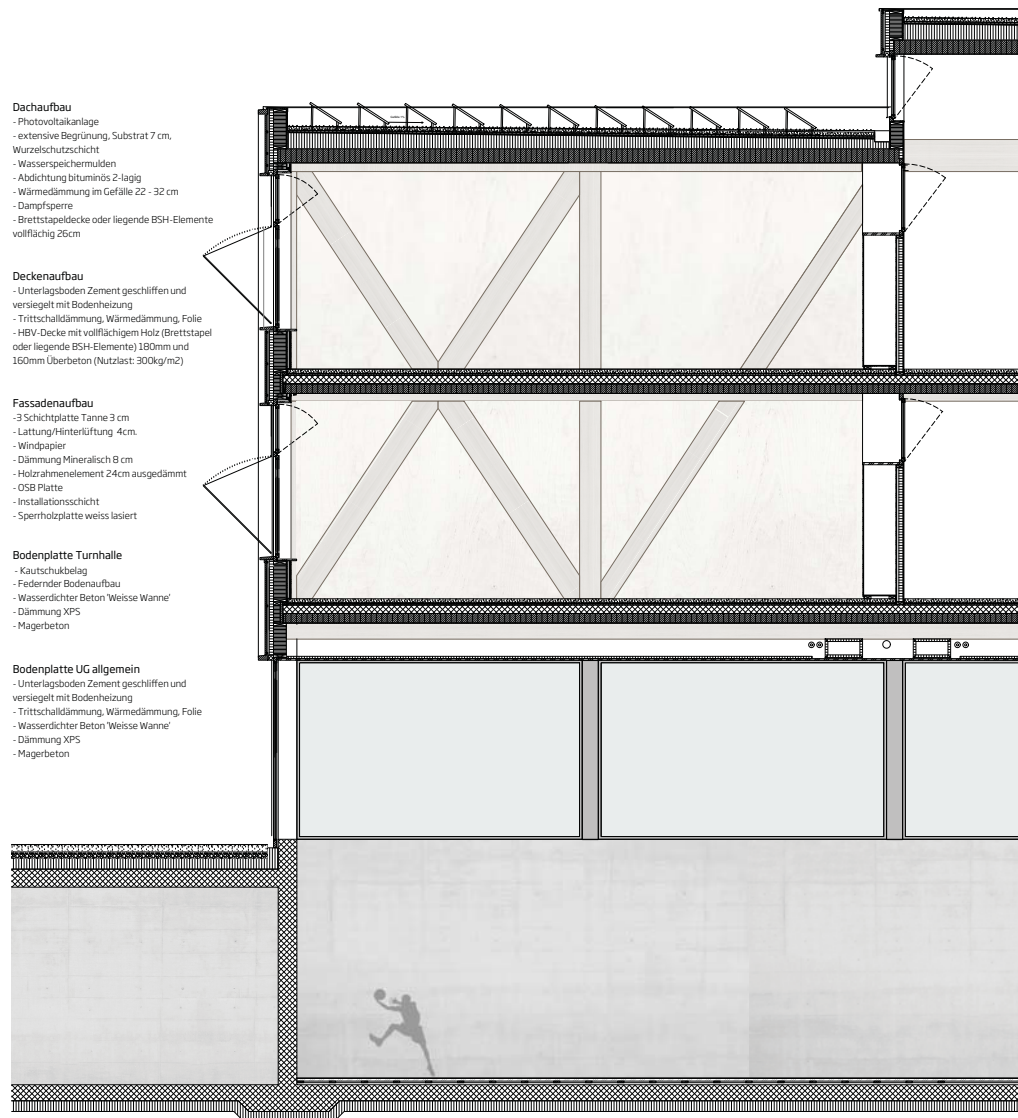 Dachaufbau
- Photovoltaikanlage
- extensive Begrünung, Substrat 7 cm,
Wurzelschutzschicht
- Wasserspeichermulden
- Abdichtung bituminös 2-lagig
- Wärmedämmung im Gefälle 22 - 32 cm
- Dampfsperre
- Brettstapeldecke oder liegende BSH-Elemente
vollflächig 26cm
Deckenaufbau
- Unterlagsboden Zement geschliffen und
versiegelt mit Bodenheizung
- Trittschalldämmung, Wärmedämmung, Folie
- HBV-Decke mit vollflächigem Holz (Brettstapel
oder liegende BSH-Elemente) 180mm und
160mm Überbeton (Nutzlast: 300kg/m2)
Fassadenaufbau
-3 Schichtplatte Tanne 3 cm
- Lattung/Hinterlüftung 4cm.
- Windpapier
- Dämmung Mineralisch 8 cm
- Holzrahmenelement 24cm ausgedämmt
- OSB Platte
- Installationsschicht
- Sperrholzplatte weiss lasiert
Bodenplatte Turnhalle
- Kautschukbelag
- Federnder Bodenaufbau
- Wasserdichter Beton 'Weisse Wanne'
- Dämmung XPS
- Magerbeton
Bodenplatte UG allgemein
- Unterlagsboden Zement geschliffen und
versiegelt mit Bodenheizung
- Trittschalldämmung, Wärmedämmung, Folie
- Wasserdichter Beton 'Weisse Wanne'
- Dämmung XPS
- Magerbeton